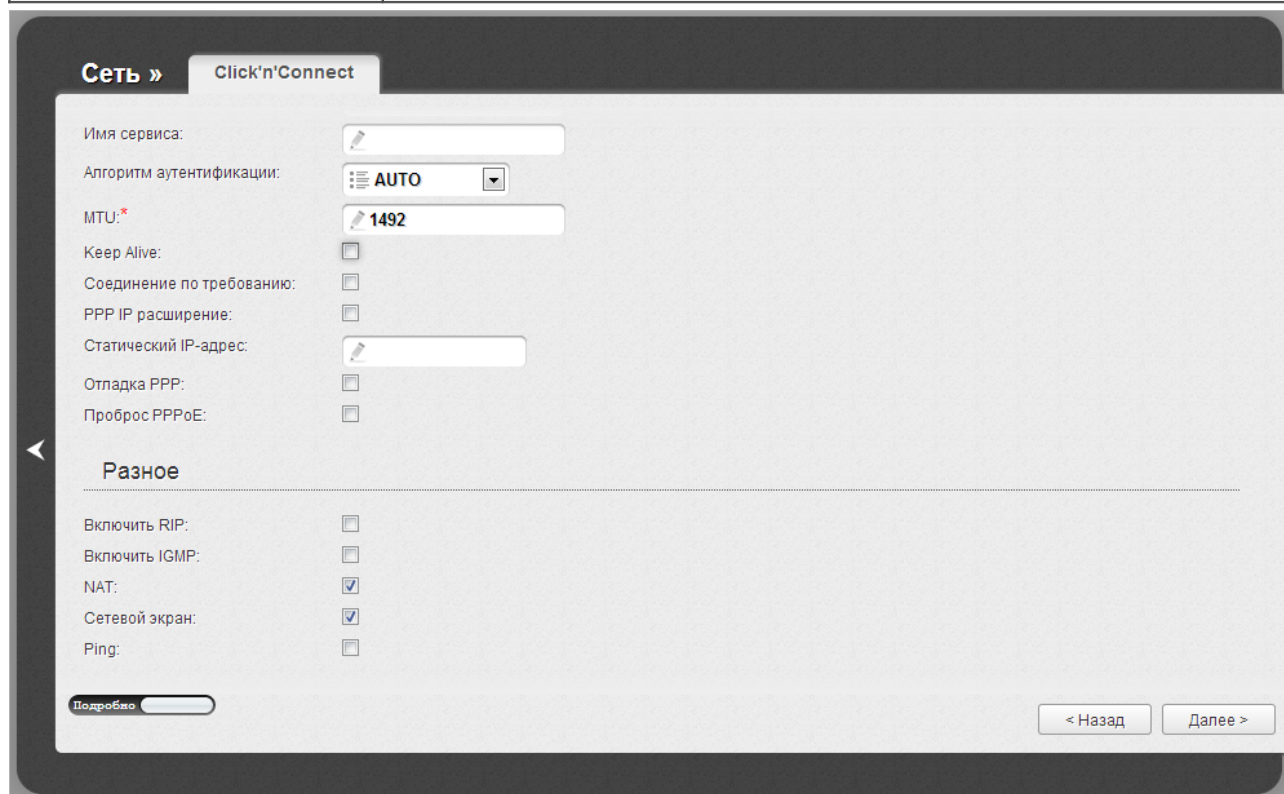 Сеть »
Click'n'Connect
Имя сервиса:
Алгоритм аутентификации:
AUTO
MTU:*
1492
Keep Alive:
Соединение по требованию:
PPP IP расширение:
Статический IP-адрес:
Отладка PPP:
Проброс PPPoE:
Разное
Включить RIP:
Включить IGMP:
NAT:
Сетевой экран:
Ping:
Подробно
< Назад
Далее >